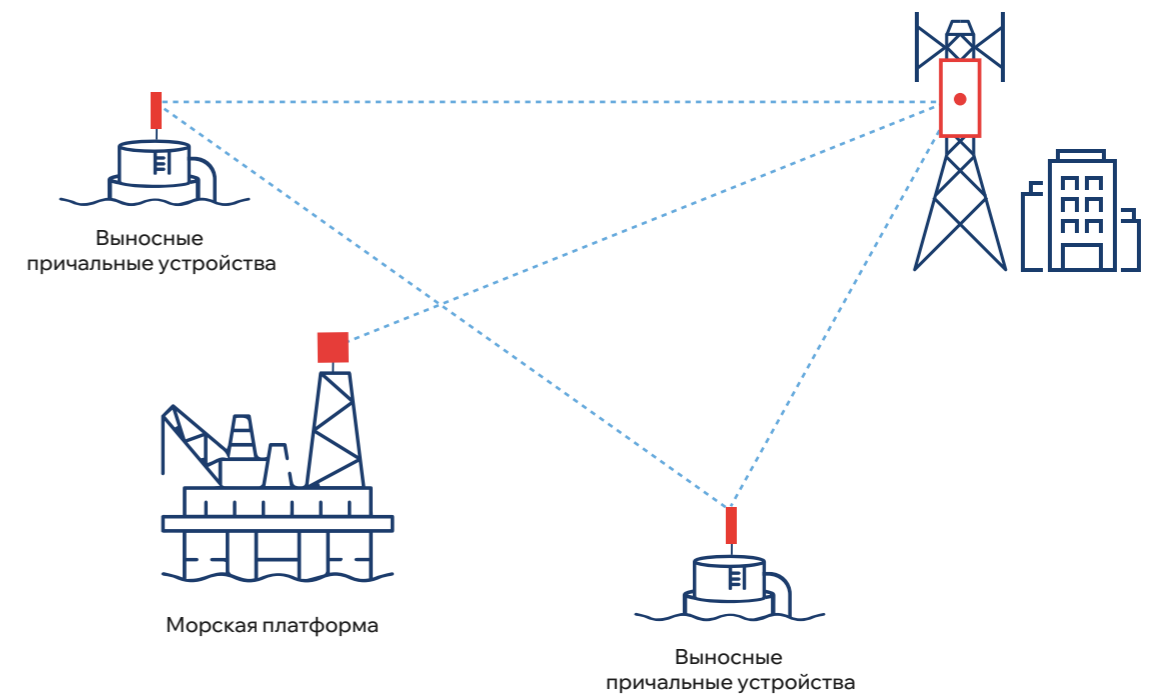 Выносные
причальные устройства
Морская платформа
Выносные
причальные устройства